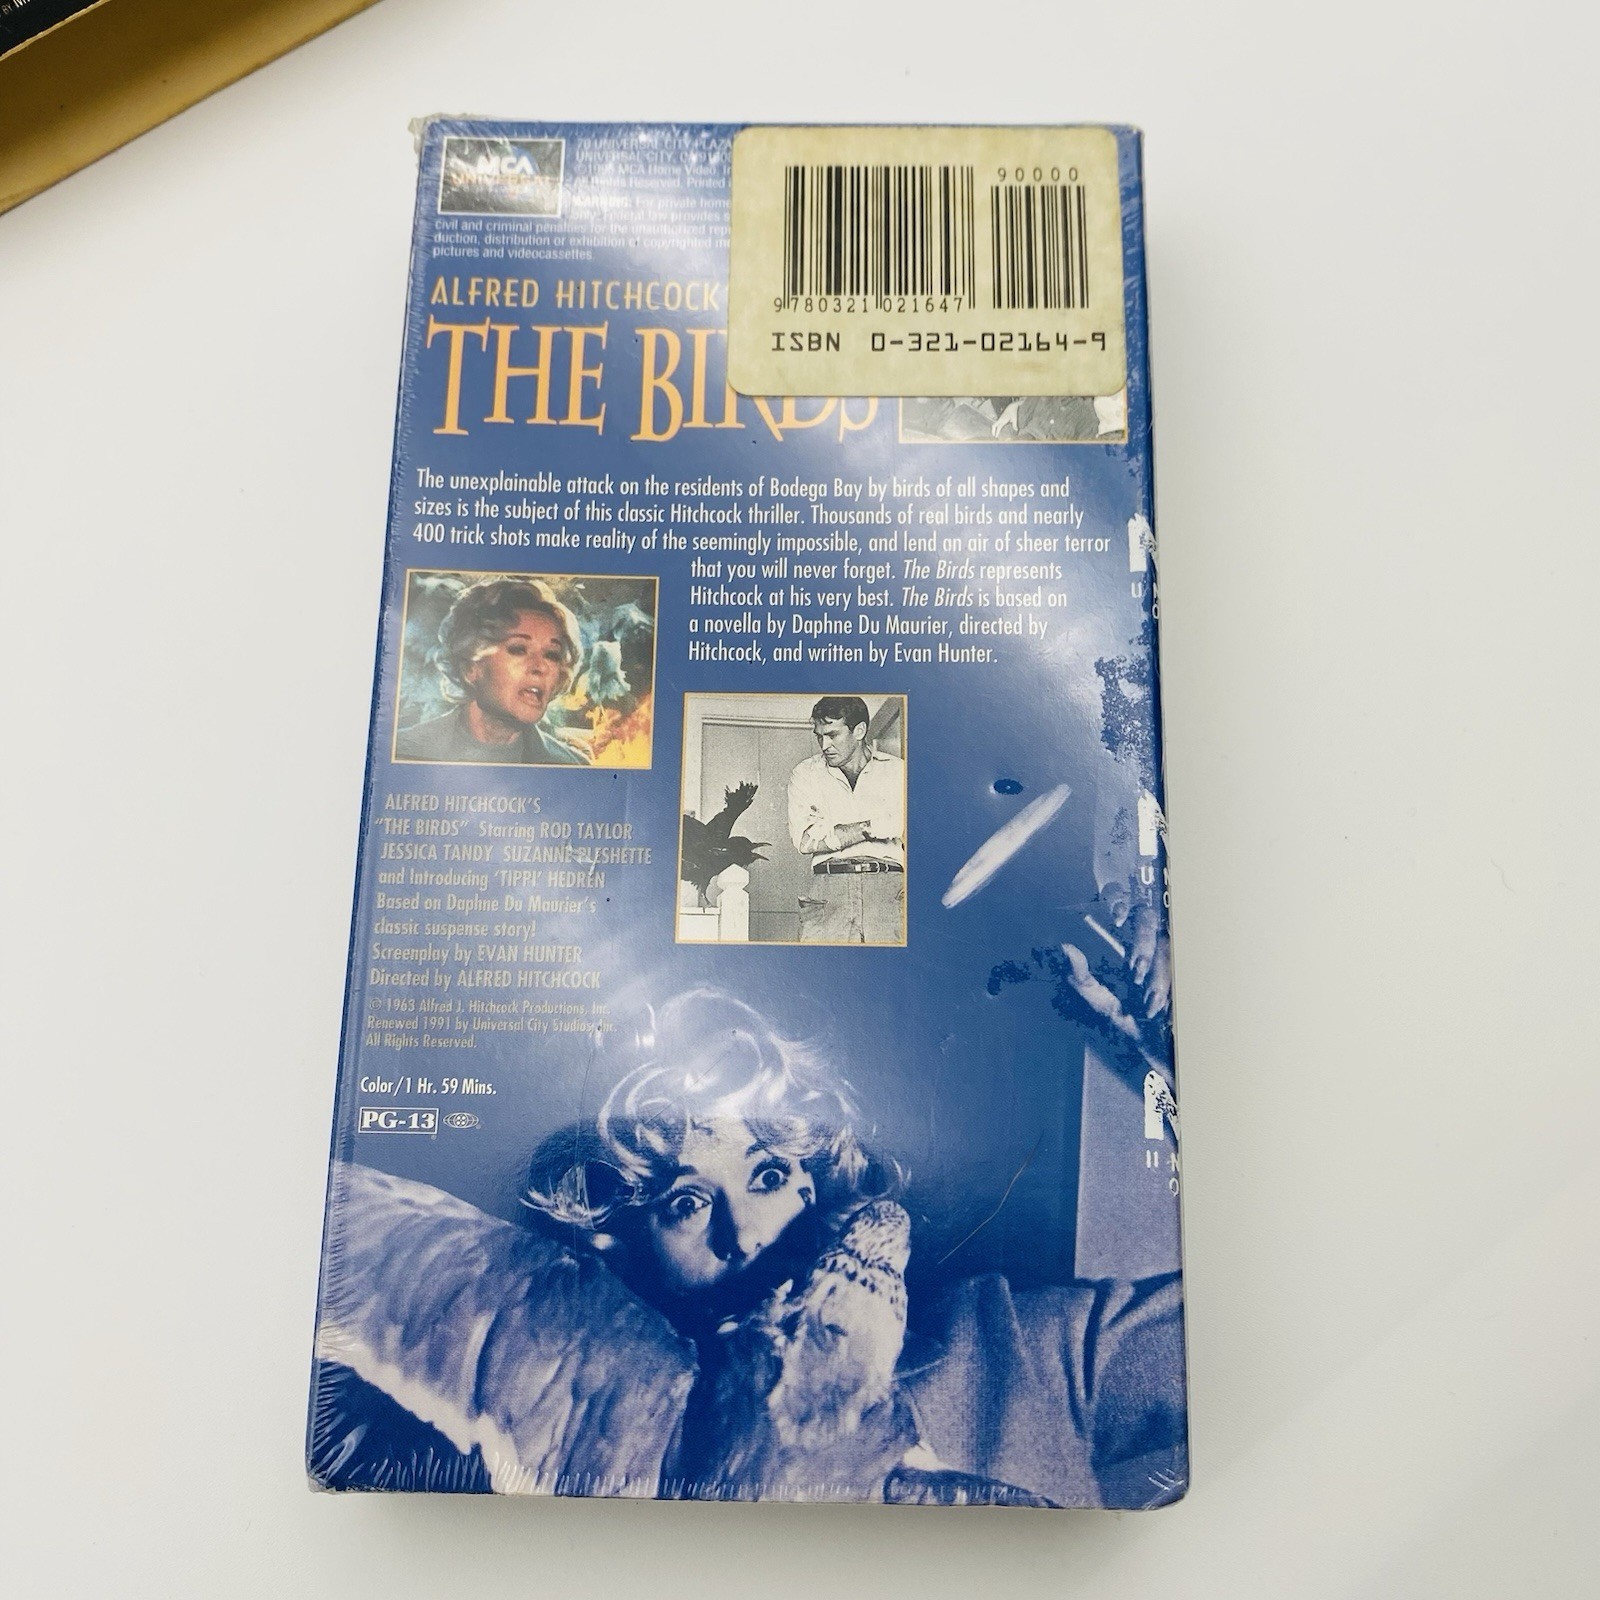 MCA
UNIVERSAL
70 UNIVERSAL CITY PLAZA
UNIVERSAL CITY, CA
MCA Home Video,
All Rights Reserved. Printed
WARNING: For private home
only. Federal law provides
civil and criminal penalties for the unauthorized
duction, distribution or exhibition of copyrighted
pictures and videocassettes.
90000
9 780321 021647
ISBN 0-321-02164-9
ALFRED HITCHCOCK'
THE BIRDS
The unexplainable attack on the residents of Bodega Bay by birds of all shapes and
sizes is the subject of this classic Hitchcock thriller. Thousands of real birds and nearly
400 trick shots make reality of the seemingly impossible, and lend an air of sheer terror
that you will never forget. The Birds represents
Hitchcock at his very best. The Birds is based on
a novella by Daphne Du Maurier, directed by
Hitchcock, and written by Evan Hunter.
ALFRED HITCHCOCK'S
"THE BIRDS" Starring ROD TAYLOR
JESSICA TANDY SUZANNE PLESHETTE
and Introducing 'TIPPI' HEDREN
Based on Daphne Du Maurier's
classic suspense story!
Screenplay by EVAN HUNTER
Directed by ALFRED HITCHCOCK
© 1963 Alfred J. Hitchcock Productions, Inc.
Renewed 1991 by Universal City Studios, Inc.
All Rights Reserved.
Color/1 Hr. 59 Mins.
PG-13